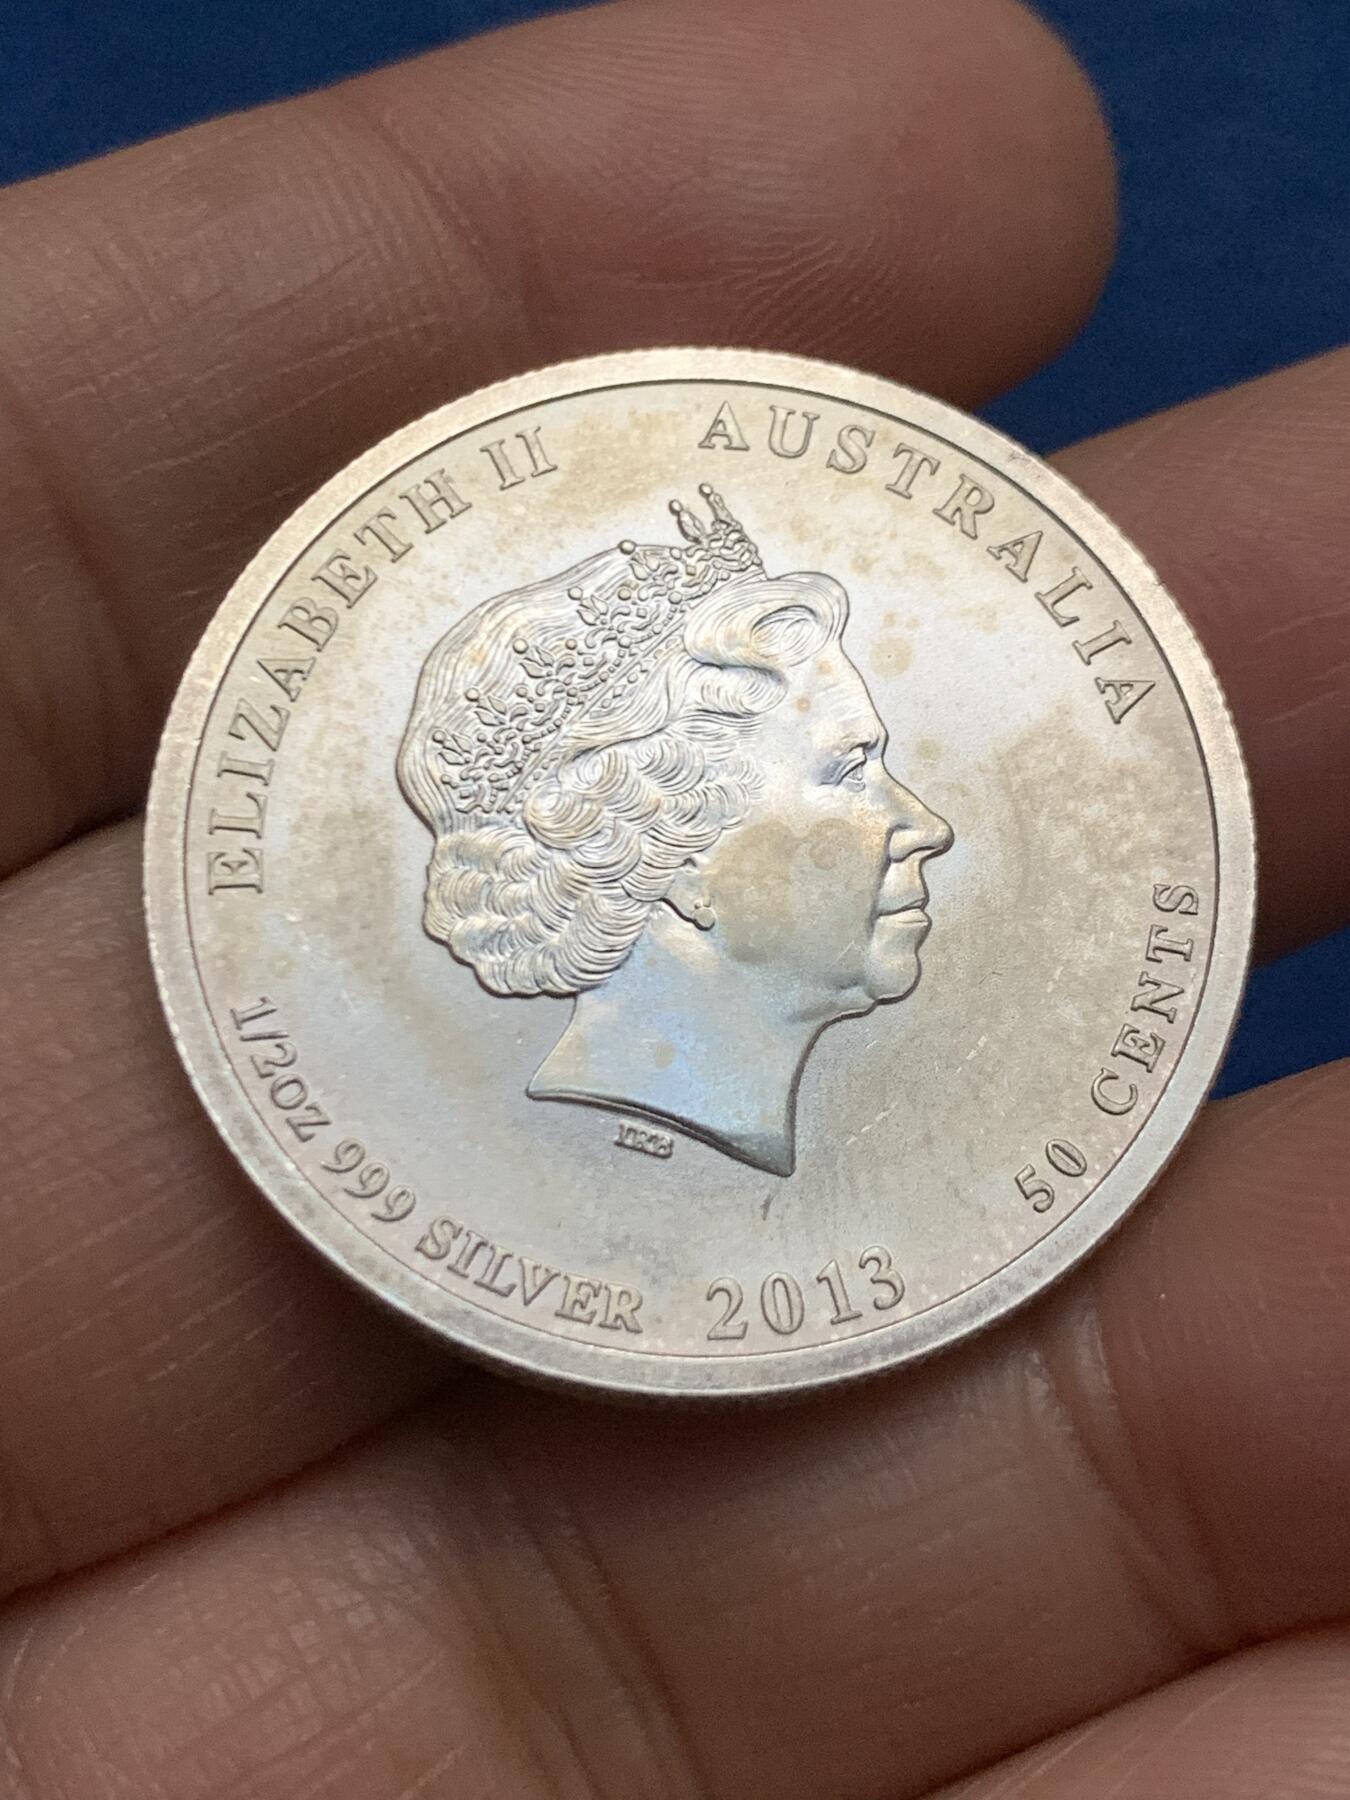 ELIZABETH II
AUSTRALIA
50 CENTS
2013
1/2OZ 999 SILVER
IRB